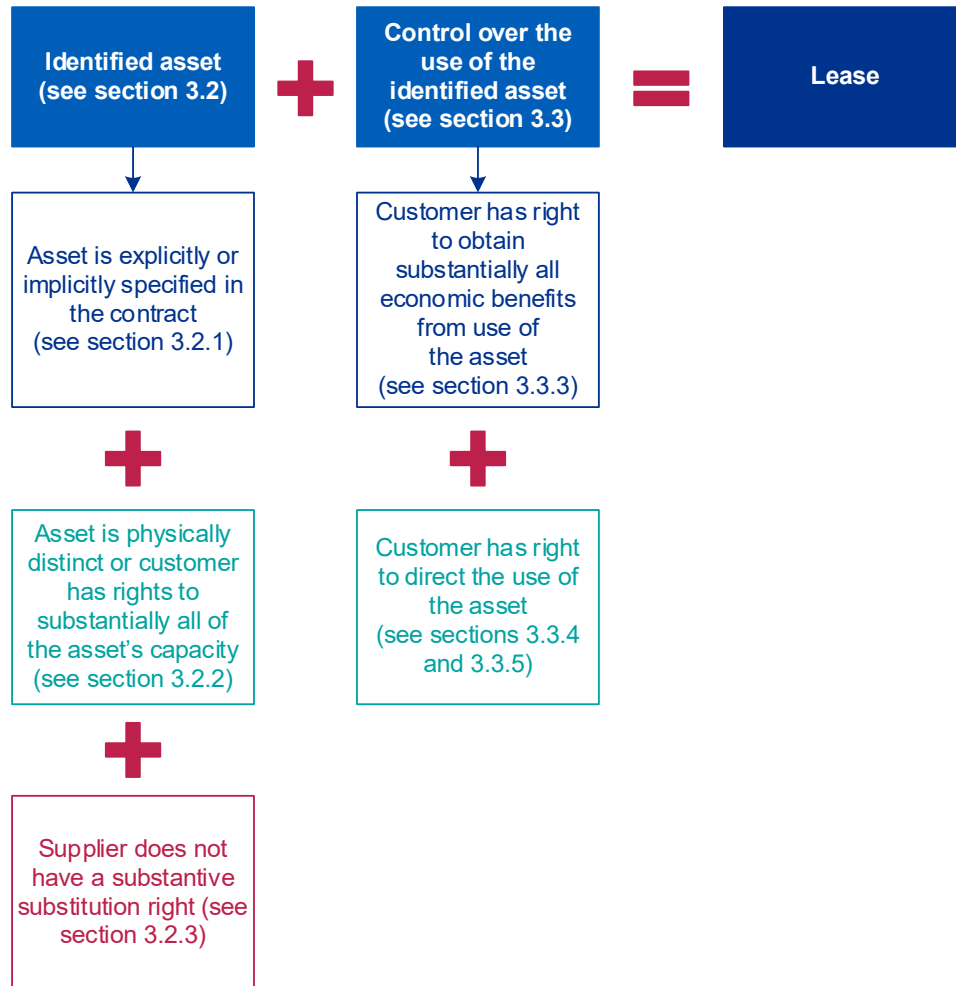 Identified asset
(see section 3.2)
Control over the
use of the
identified asset
(see section 3.3)
Lease
Asset is explicitly or
implicitly specified in
the contract
(see section 3.2.1)
Customer has right
to obtain
substantially all
economic benefits
from use of
the asset
(see section 3.3.3)
Asset is physically
distinct or customer
has rights to
substantially all of
the asset’s capacity
(see section 3.2.2)
Customer has right
to direct the use of
the asset
(see sections 3.3.4
and 3.3.5)
Supplier does not
have a substantive
substitution right (see
section 3.2.3)